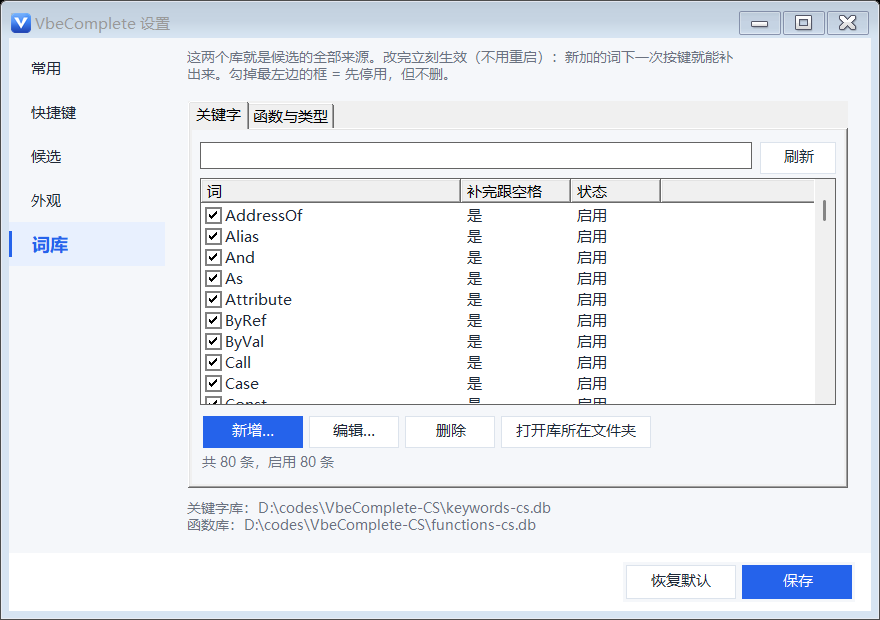 VbeComplete 设置
常用
快捷键
候选
外观
词库
这两个库就是候选的全部来源。改完立刻生效（不用重启）：新加的词下一次按键就能补
出来。勾掉最左边的框 = 先停用，但不删。
关键字 函数与类型
刷新
词 补完跟空格 状态
AddressOf 是 启用
Alias 是 启用
And 是 启用
As 是 启用
Attribute 是 启用
ByRef 是 启用
ByVal 是 启用
Call 是 启用
Case 是 启用
Const 是 启用
新增... 编辑... 删除 打开库所在文件夹
共 80 条，启用 80 条
关键字库：D:\codes\VbeComplete-CS\keywords-cs.db
函数库：D:\codes\VbeComplete-CS\functions-cs.db
恢复默认 保存